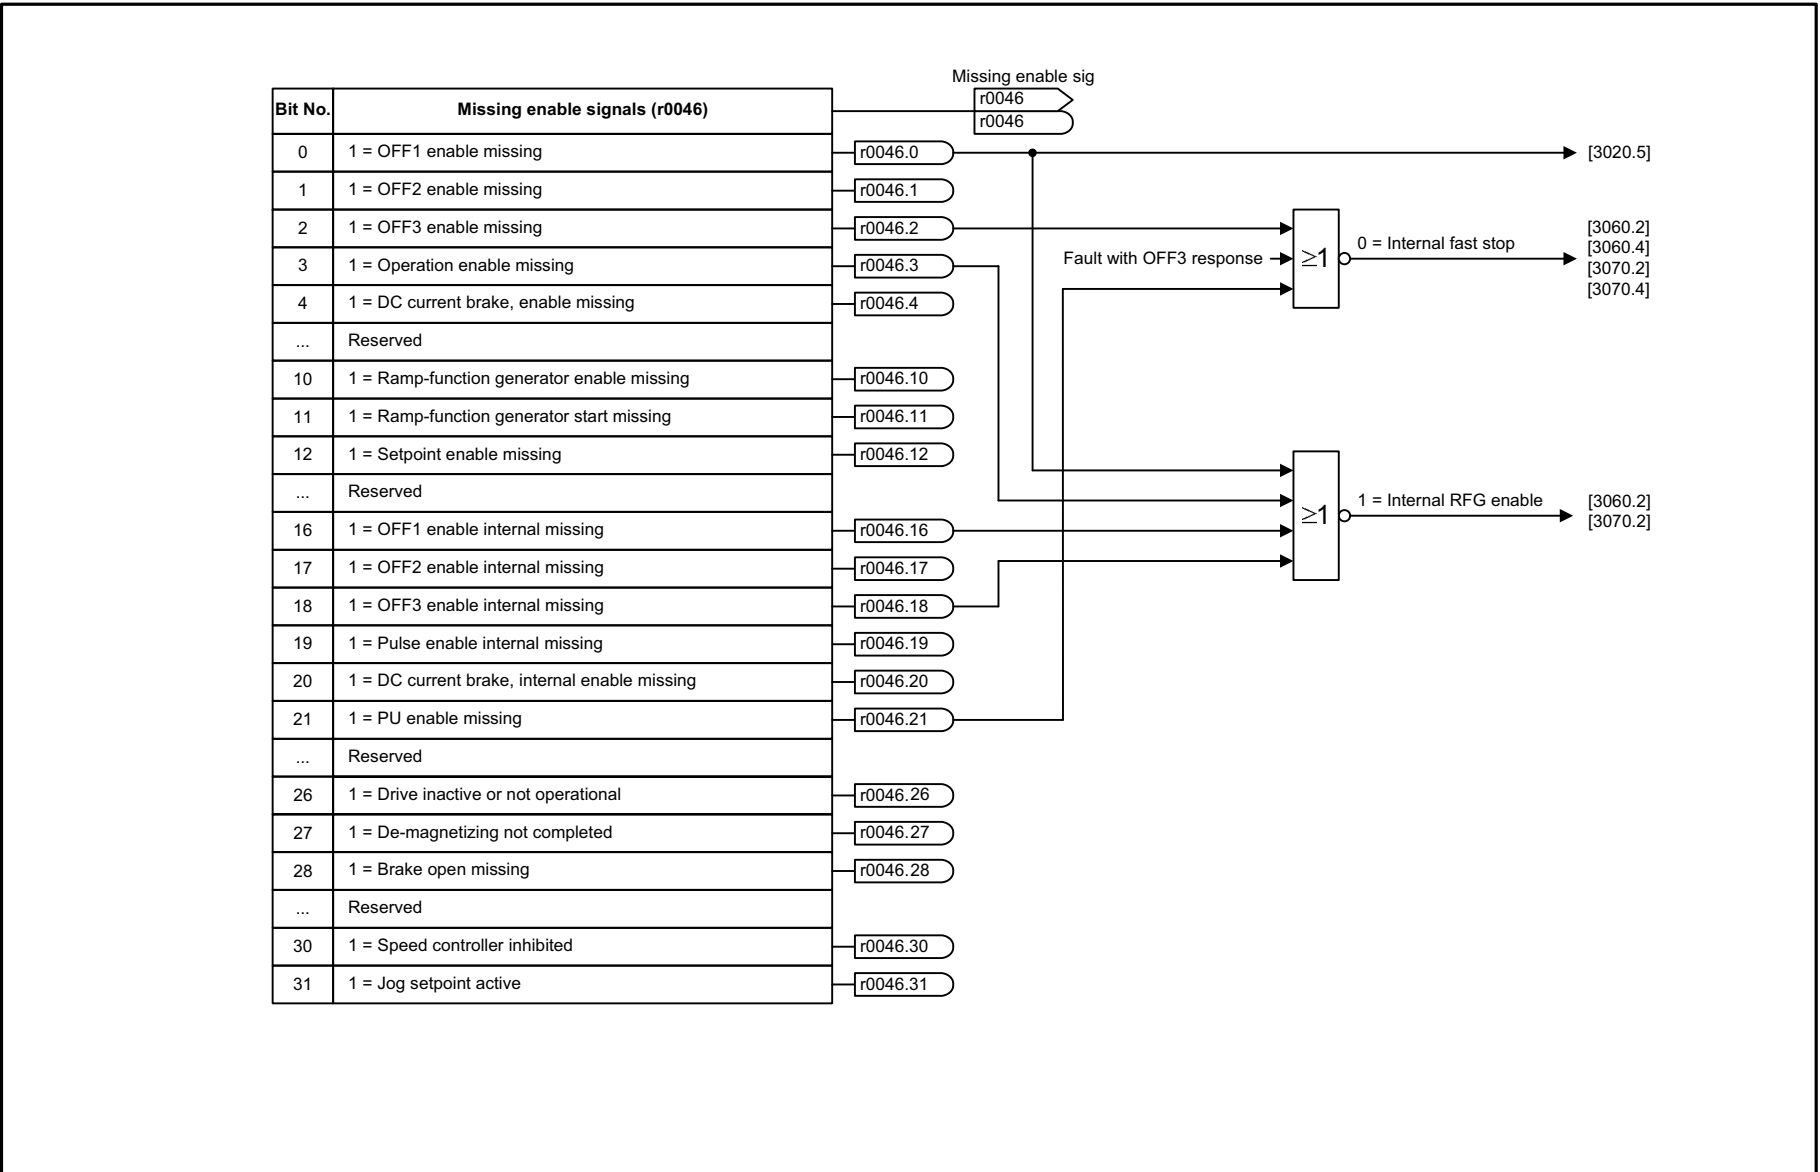 Missing enable sig
Bit No. Missing enable signals (r0046) r0046
r0046
0 1 = OFF1 enable missing r0046.0 [3020.5]
1 1 = OFF2 enable missing r0046.1
2 1 = OFF3 enable missing r0046.2 [3060.2]
0 = Internal fast stop [3060.4]
Fault with OFF3 response ≥1
3 1 = Operation enable missing r0046.3 [3070.2]
[3070.4]
4 1 = DC current brake, enable missing r0046.4
... Reserved
10 1 = Ramp-function generator enable missing r0046.10
11 1 = Ramp-function generator start missing r0046.11
12 1 = Setpoint enable missing r0046.12
... Reserved
1 = Internal RFG enable [3060.2]
≥1 [3070.2]
16 1 = OFF1 enable internal missing r0046.16
17 1 = OFF2 enable internal missing r0046.17
18 1 = OFF3 enable internal missing r0046.18
19 1 = Pulse enable internal missing r0046.19
20 1 = DC current brake, internal enable missing r0046.20
21 1 = PU enable missing r0046.21
... Reserved
26 1 = Drive inactive or not operational r0046.26
27 1 = De-magnetizing not completed r0046.27
28 1 = Brake open missing r0046.28
... Reserved
30 1 = Speed controller inhibited r0046.30
31 1 = Jog setpoint active r0046.31